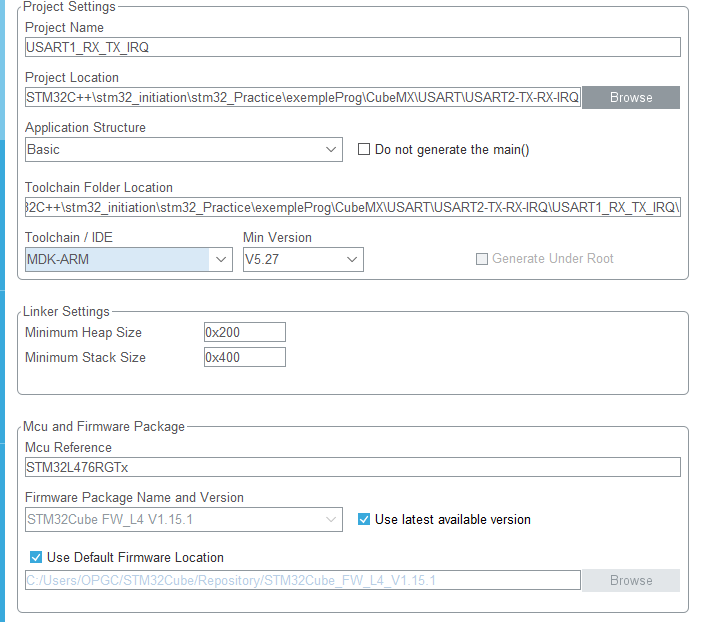 Project Settings
Project Name
USART1_RX_TX_IRQ
Project Location
STM32C++\stm32_initiation\stm32_Practice\exempleProg\CubeMX\USART\USART2-TX-RX-IRQ Browse
Application Structure
Basic Do not generate the main()
Toolchain Folder Location
32C++\stm32_initiation\stm32_Practice\exempleProg\CubeMX\USART\USART2-TX-RX-IRQ\USART1_RX_TX_IRQ\
Toolchain / IDE Min Version
MDK-ARM V5.27 Generate Under Root
Linker Settings
Minimum Heap Size 0x200
Minimum Stack Size 0x400
Mcu and Firmware Package
Mcu Reference
STM32L476RGTx
Firmware Package Name and Version
STM32Cube FW_L4 V1.15.1 Use latest available version
Use Default Firmware Location
C:/Users/OPGC/STM32Cube/Repository/STM32Cube_FW_L4_V1.15.1 Browse